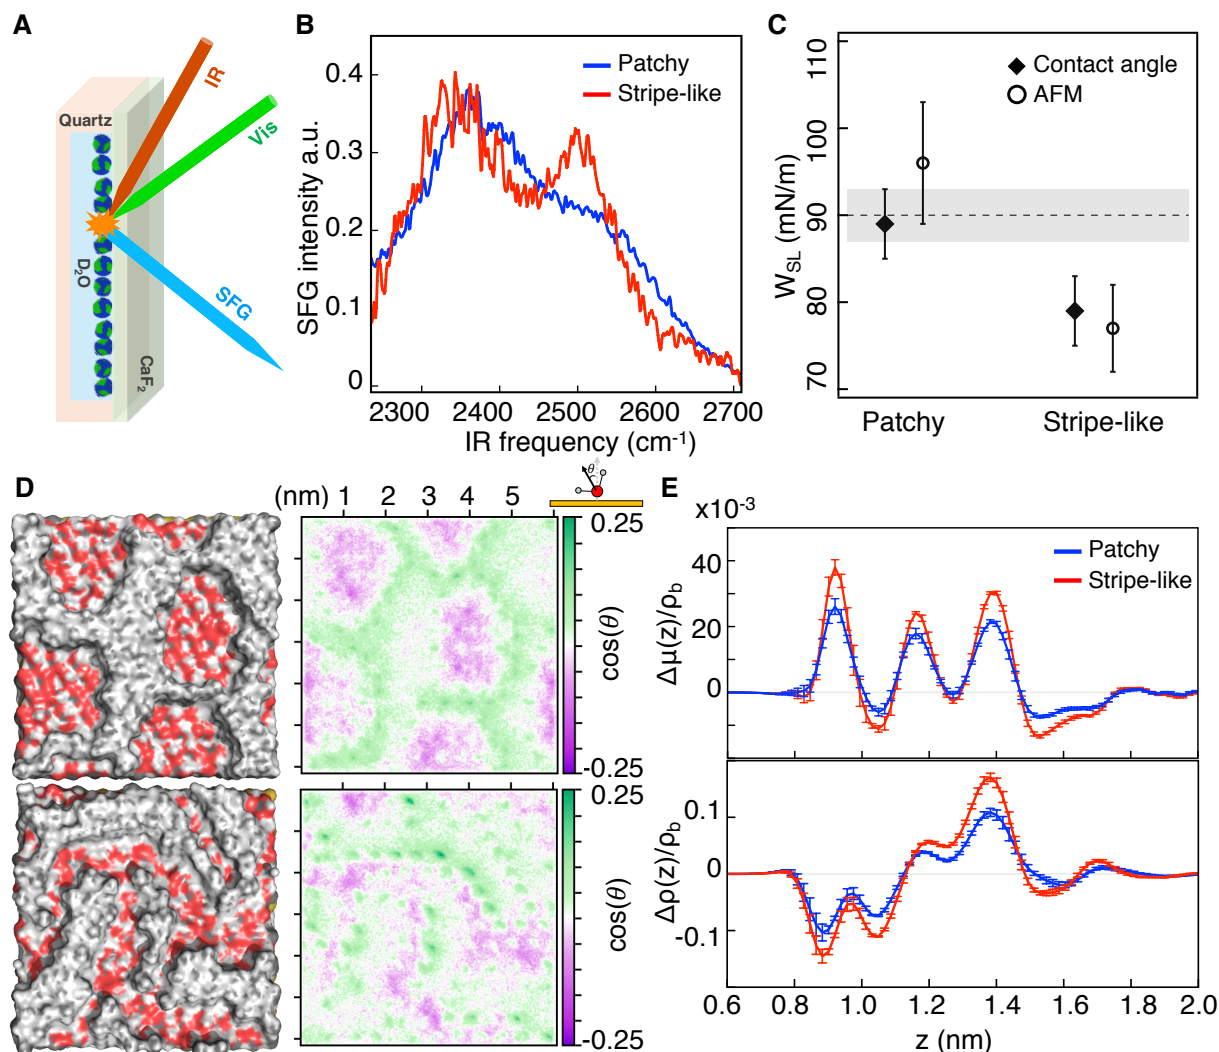 A
IR
Vis
Quartz
D₂O
SFG
CaF₂
B
SFG intensity a.u.
0.4
0.3
0.2
0.1
0
Patchy
Stripe-like
2300 2400 2500 2600 2700
IR frequency (cm⁻¹)
C
W_SL (mN/m)
110
100
90
80
70
Contact angle
AFM
Patchy Stripe-like
D
(nm) 1 2 3 4 5
θ
0.25
cos(θ)
-0.25
0.25
cos(θ)
-0.25
E
x10⁻³
Δμ(z)/ρ_b
40
20
0
Patchy
Stripe-like
Δρ(z)/ρ_b
0.1
0
-0.1
0.6 0.8 1.0 1.2 1.4 1.6 1.8 2.0
z (nm)